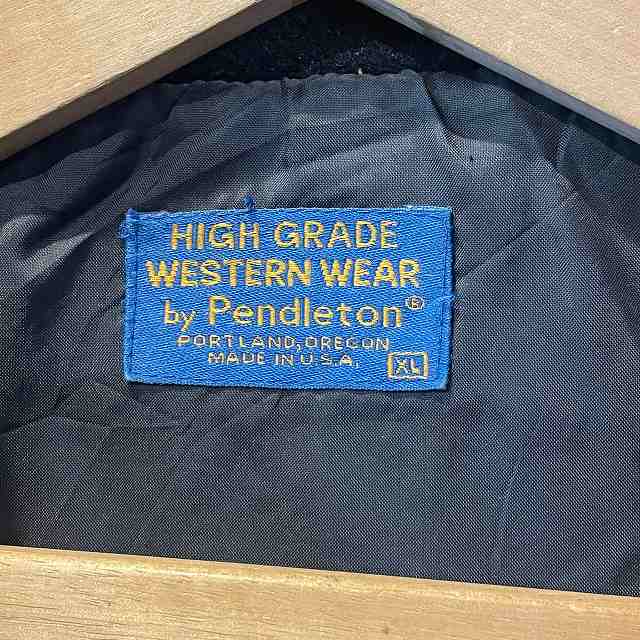 HIGH GRADE
WESTERN WEAR
by Pendleton®
PORTLAND, OREGON
MADE IN U.S.A.
XL